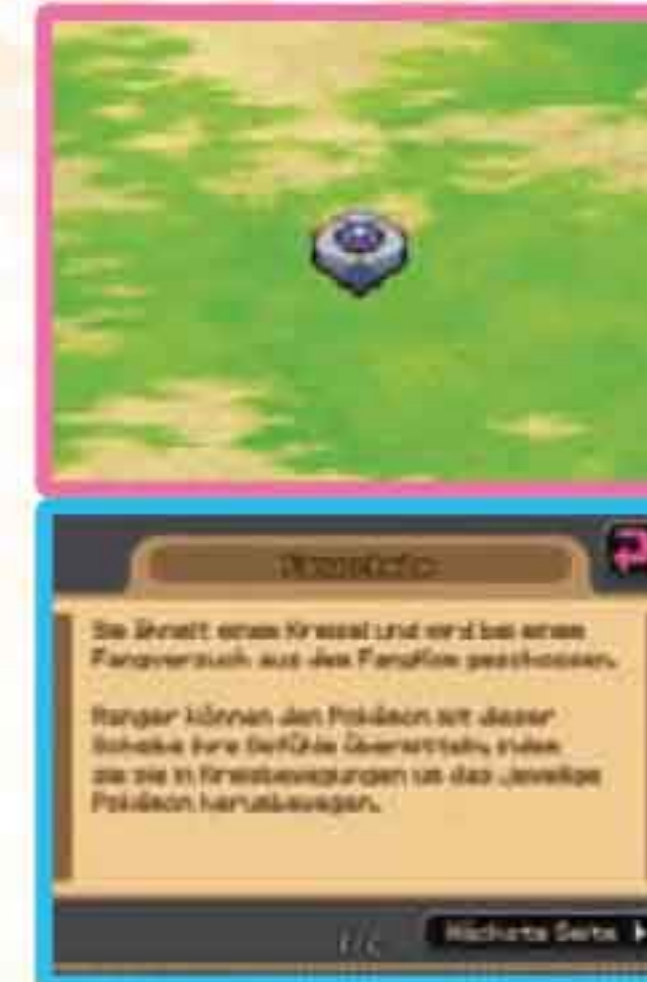 Sie ähnelt einem Kreisel und wird bei einem
Fangversuch aus dem FangKom geschossen.
Ranger können den Pokémon mit dieser
Scheibe ihre Gefühle übermitteln, indem
sie sie in Kreisbewegungen um das jeweilige
Pokémon herumbewegen.
Nächste Seite